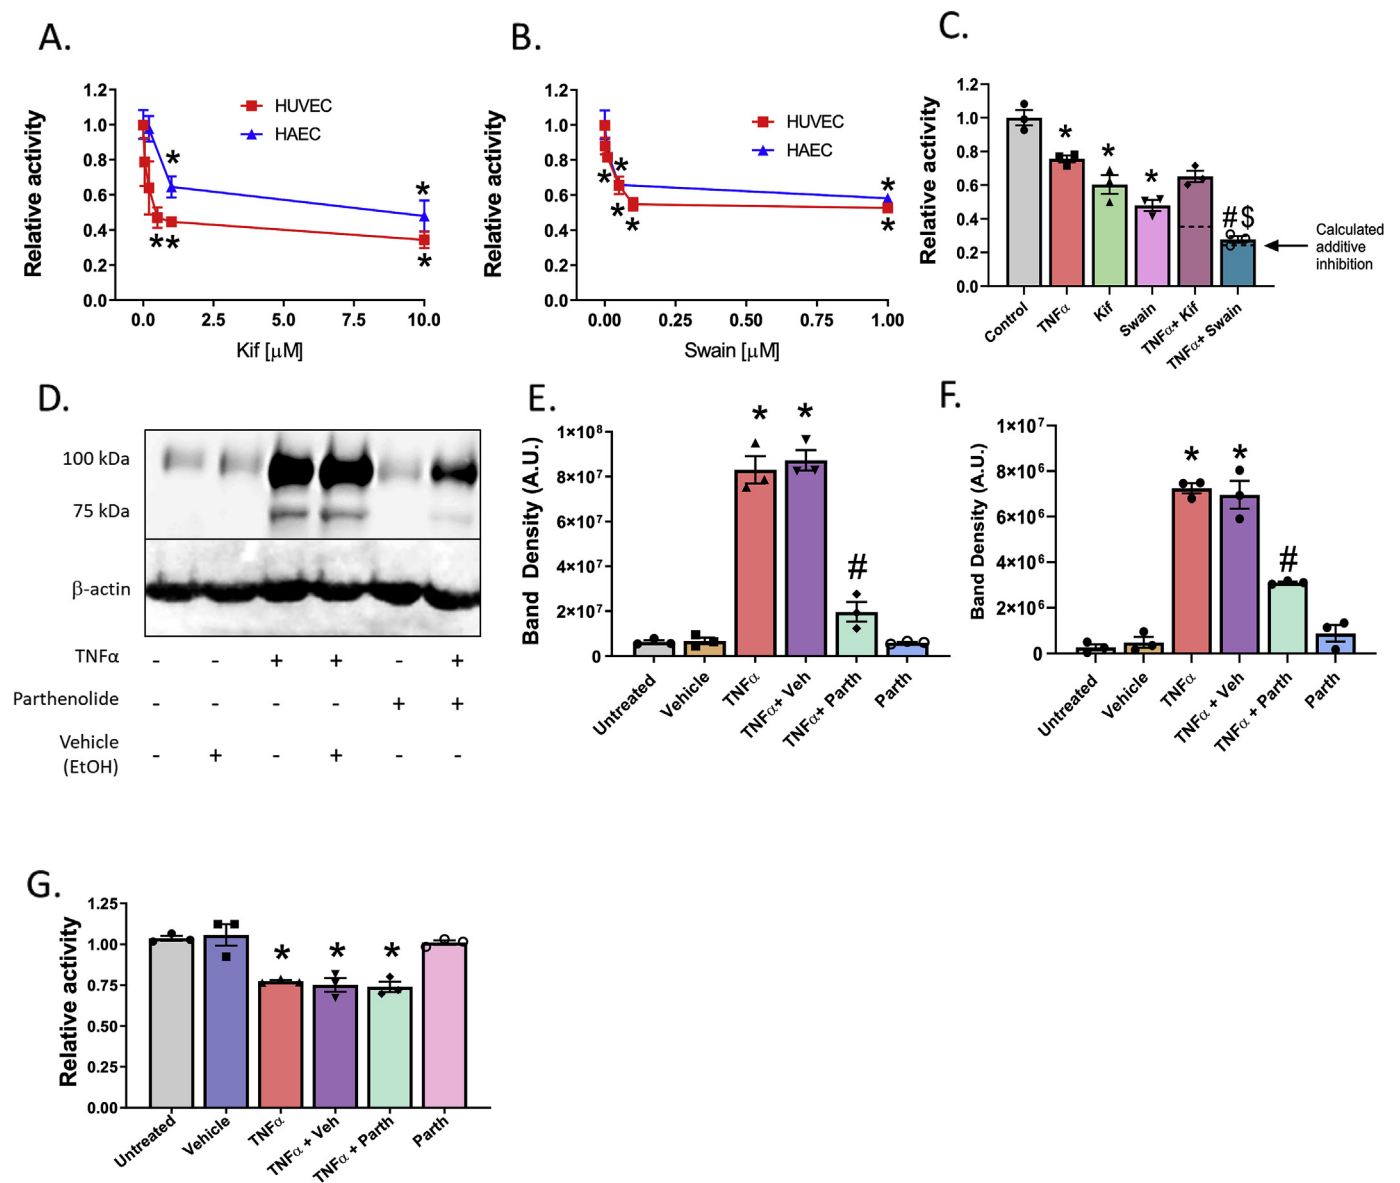 A.
1.2
1.0
0.8
0.6
0.4
0.2
0.0
Relative activity
HUVEC
HAEC
*
*
**
*
0.0 2.5 5.0 7.5 10.0
Kif [μM]
B.
1.2
1.0
0.8
0.6
0.4
0.2
0.0
Relative activity
HUVEC
HAEC
*
*
*
*
*
*
0.00 0.25 0.50 0.75 1.00
Swain [μM]
C.
1.2
1.0
0.8
0.6
0.4
0.2
0.0
Relative activity
*
*
*
#$
Calculated
additive
inhibition
Control
TNFα
Kif
Swain
TNFα+ Kif
TNFα+ Swain
D.
100 kDa
75 kDa
β-actin
TNFα - - + + - +
Parthenolide - - - - + +
Vehicle
(EtOH)
- + - + - -
E.
1×10⁸
8×10⁷
6×10⁷
4×10⁷
2×10⁷
0
Band Density (A.U.)
*
*
#
Untreated
Vehicle
TNFα
TNFα+ Veh
TNFα+ Parth
Parth
F.
1×10⁷
8×10⁶
6×10⁶
4×10⁶
2×10⁶
0
Band Density (A.U.)
*
*
#
Untreated
Vehicle
TNFα
TNFα + Veh
TNFα + Parth
Parth
G.
1.25
1.00
0.75
0.50
0.25
0.00
Relative activity
*
*
*
Untreated
Vehicle
TNFα
TNFα + Veh
TNFα + Parth
Parth